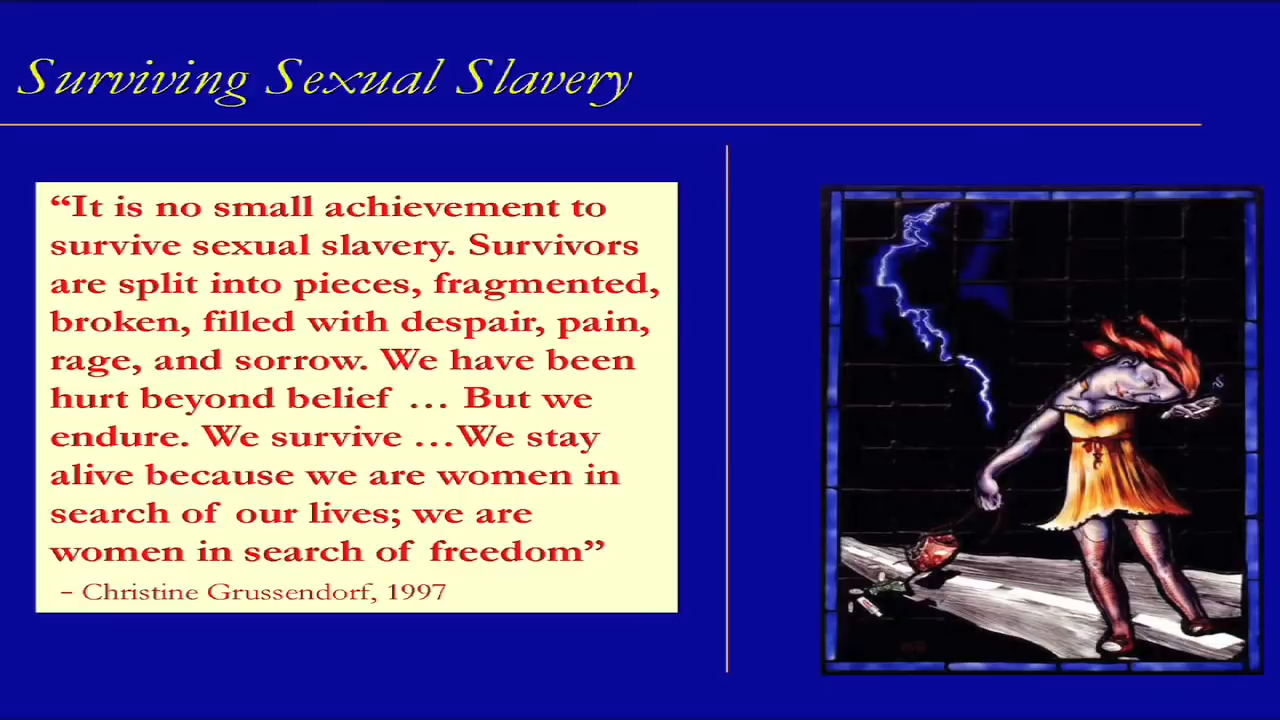 Surviving Sexual Slavery
“It is no small achievement to
survive sexual slavery. Survivors
are split into pieces, fragmented,
broken, filled with despair, pain,
rage, and sorrow. We have been
hurt beyond belief … But we
endure. We survive …We stay
alive because we are women in
search of our lives; we are
women in search of freedom”
– Christine Grussendorf, 1997